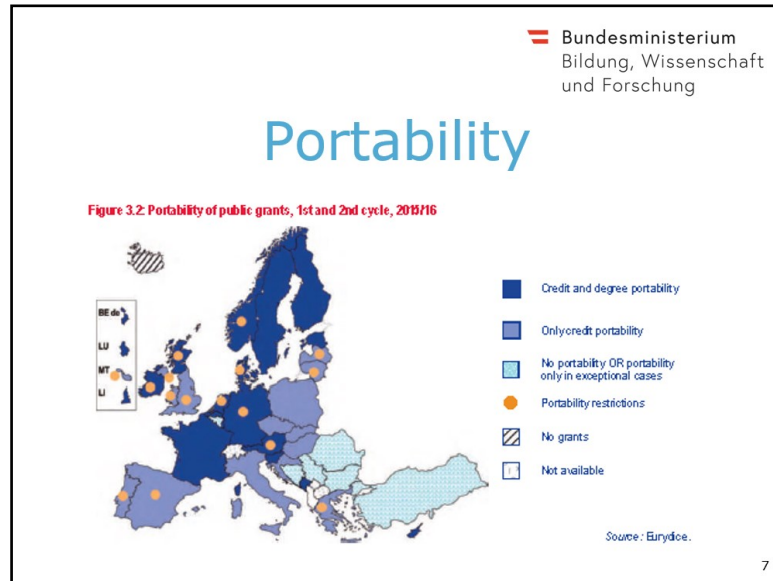 Bundesministerium
Bildung, Wissenschaft
und Forschung
Portability
Figure 3.2: Portability of public grants, 1st and 2nd cycle, 2015/16
BE de
LU
MT
LI
Credit and degree portability
Only credit portability
No portability OR portability
only in exceptional cases
Portability restrictions
No grants
Not available
Source: Eurydice.
7